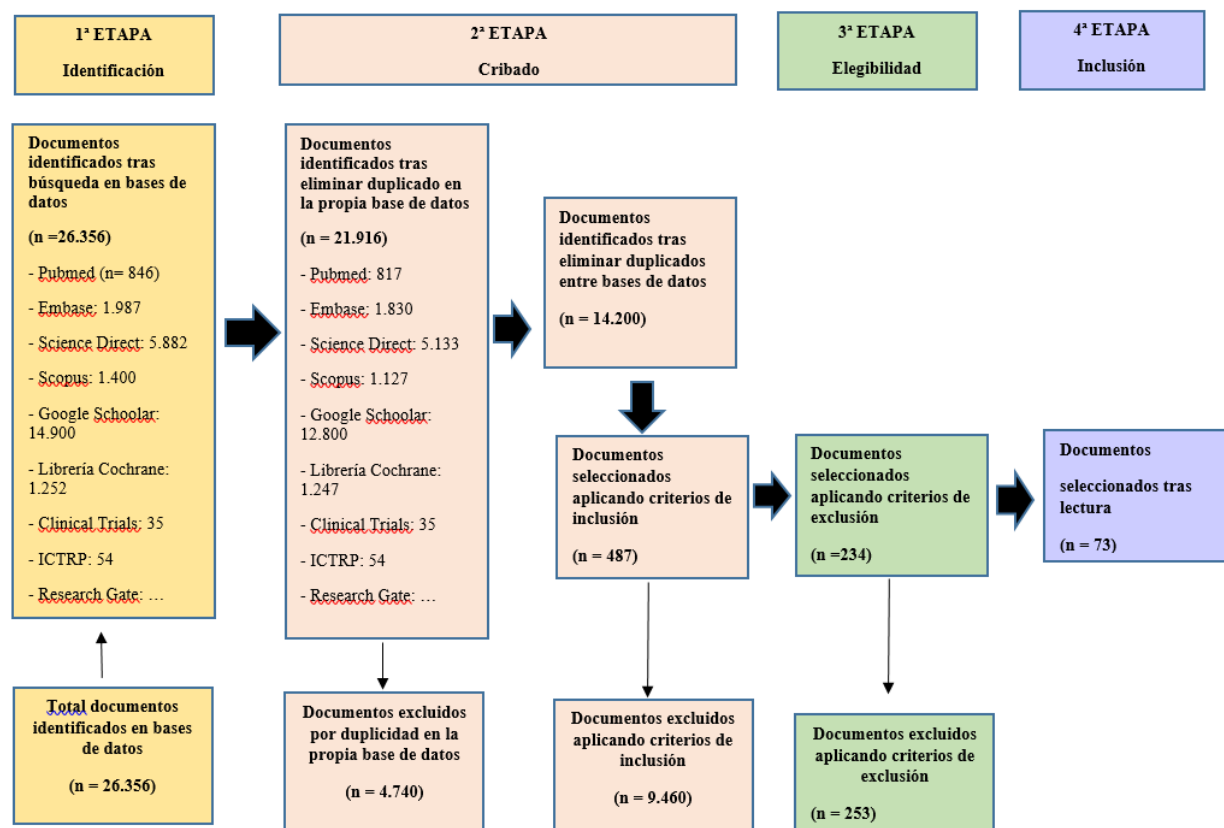 1ª ETAPA
Identificación
2ª ETAPA
Cribado
3ª ETAPA
Elegibilidad
4ª ETAPA
Inclusión
Documentos
identificados tras
búsqueda en bases de
datos
(n =26.356)
- Pubmed (n= 846)
- Embase: 1.987
- Science Direct: 5.882
- Scopus: 1.400
- Google Schoolar:
14.900
- Librería Cochrane:
1.252
- Clinical Trials: 35
- ICTRP: 54
- Research Gate: …
Documentos
identificados tras
eliminar duplicado en
la propia base de datos
(n = 21.916)
- Pubmed: 817
- Embase: 1.830
- Science Direct: 5.133
- Scopus: 1.127
- Google Schoolar:
12.800
- Librería Cochrane:
1.247
- Clinical Trials: 35
- ICTRP: 54
- Research Gate: …
Documentos
identificados tras
eliminar duplicados
entre bases de datos
(n = 14.200)
Documentos
seleccionados
aplicando criterios de
inclusión
(n = 487)
Documentos
seleccionados
aplicando criterios de
exclusión
(n =234)
Documentos
seleccionados tras
lectura
(n = 73)
Total documentos
identificados en bases
de datos
(n = 26.356)
Documentos excluidos
por duplicidad en la
propia base de datos
(n = 4.740)
Documentos excluidos
aplicando criterios de
inclusión
(n = 9.460)
Documentos excluidos
aplicando criterios de
exclusión
(n = 253)